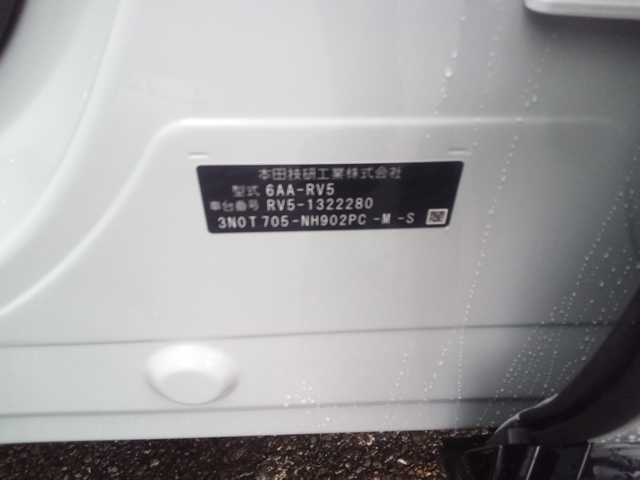 本田技研工業株式会社
型式 6AA-RV5
車台番号 RV5-1322280
3N0T705-NH902PC-M-S